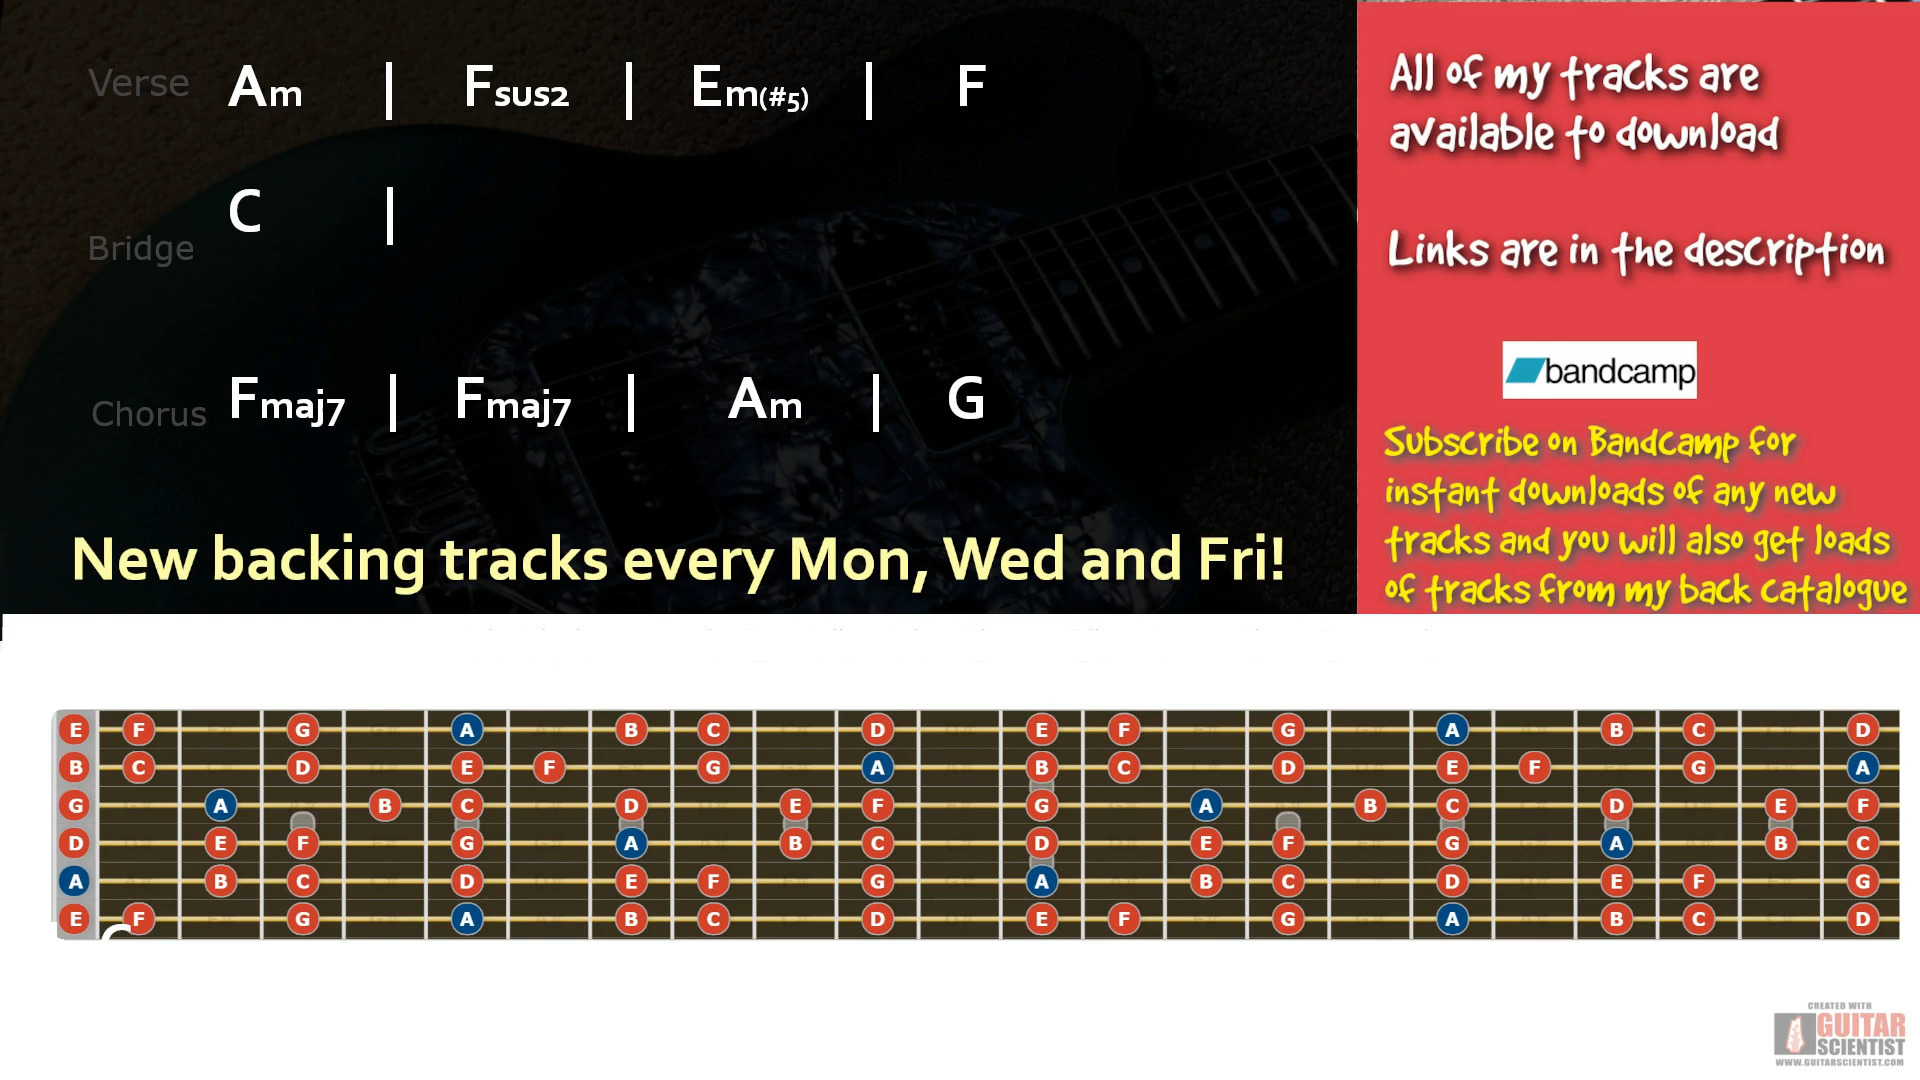 Verse Am | Fsus2 | Em(#5) | F
C |
Bridge
Chorus Fmaj7 | Fmaj7 | Am | G
New backing tracks every Mon, Wed and Fri!
All of my tracks are
available to download
Links are in the description
bandcamp
Subscribe on Bandcamp for
instant downloads of any new
tracks and you will also get loads
of tracks from my back catalogue
E F G A B C D E F G A B C D
B C D E F G A B C D E F G A
G A B C D E F G A B C D E F
D E F G A B C D E F G A B C
A B C D E F G A B C D E F G
E F G A B C D E F G A B C D
CREATED WITH
GUITAR
SCIENTIST
WWW.GUITARSCIENTIST.COM